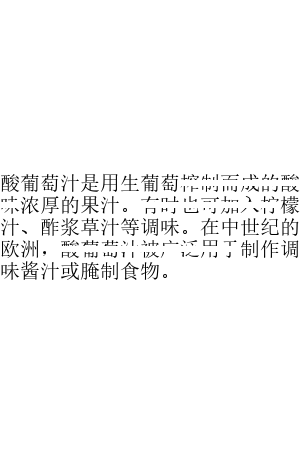 酸葡萄汁是用生葡萄榨制而成的酸
味浓厚的果汁。有时也可加入柠檬
汁、酢浆草汁等调味。在中世纪的
欧洲，酸葡萄汁被广泛用于制作调
味酱汁或腌制食物。